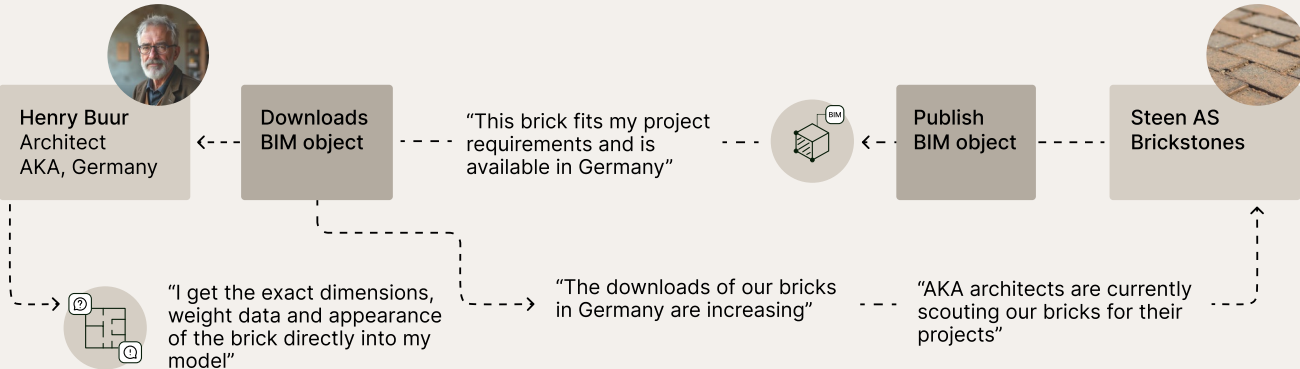 Henry Buur
Architect
AKA, Germany
Downloads
BIM object
“This brick fits my project
requirements and is
available in Germany”
BIM
Publish
BIM object
Steen AS
Brickstones
“I get the exact dimensions,
weight data and appearance
of the brick directly into my
model”
“The downloads of our bricks
in Germany are increasing”
“AKA architects are currently
scouting our bricks for their
projects”